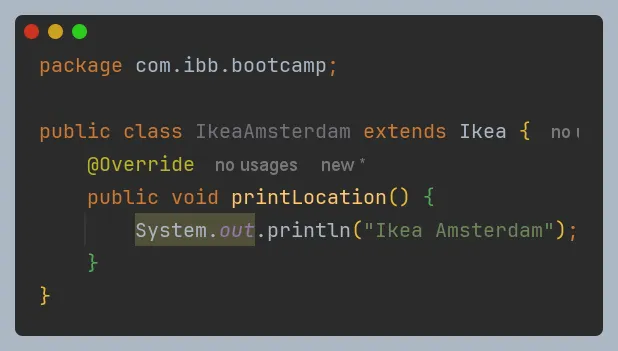 package com.ibb.bootcamp;
public class IkeaAmsterdam extends Ikea { no
@Override no usages new *
public void printLocation() {
System.out.println("Ikea Amsterdam");
}
}